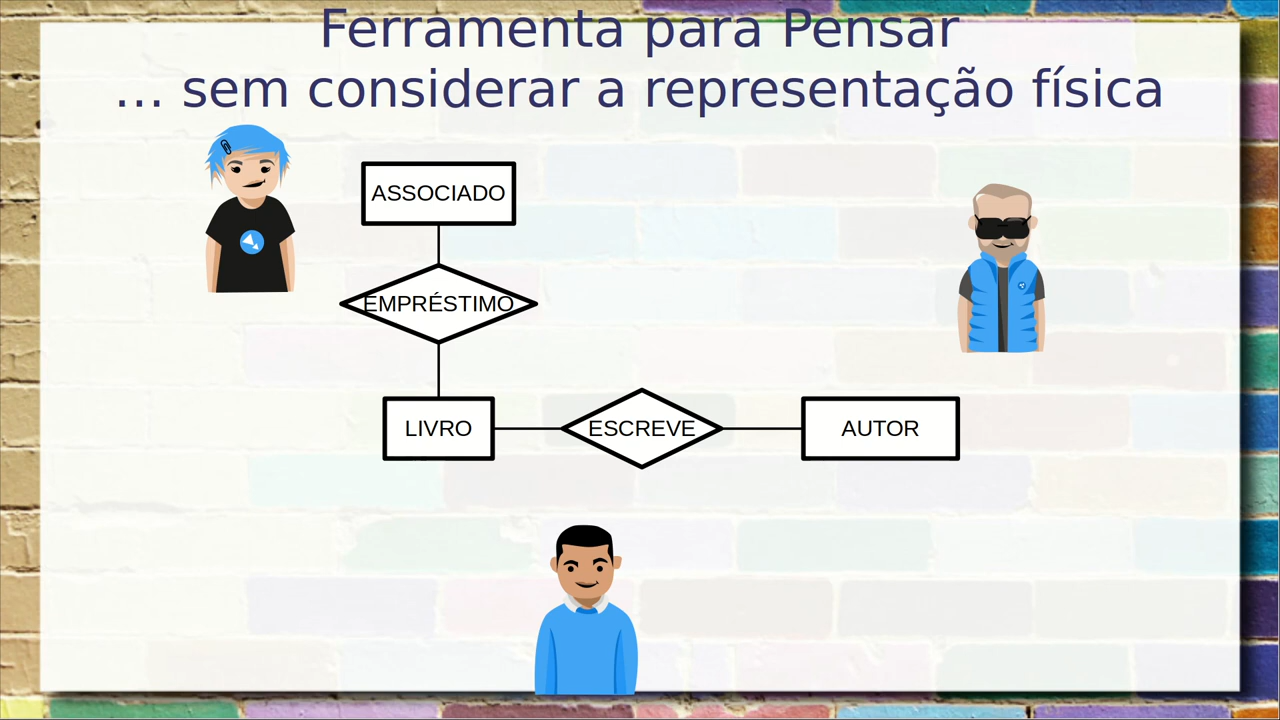 Ferramenta para Pensar
... sem considerar a representação física
ASSOCIADO
EMPRÉSTIMO
LIVRO
ESCREVE
AUTOR